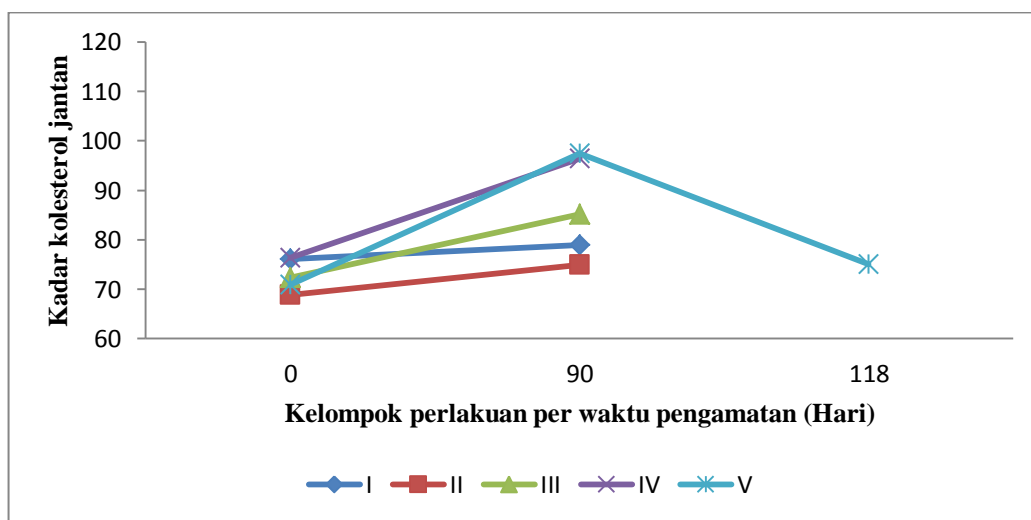 120
110
100
90
80
70
60
Kadar kolesterol jantan
0 90 118
Kelompok perlakuan per waktu pengamatan (Hari)
I II III IV V